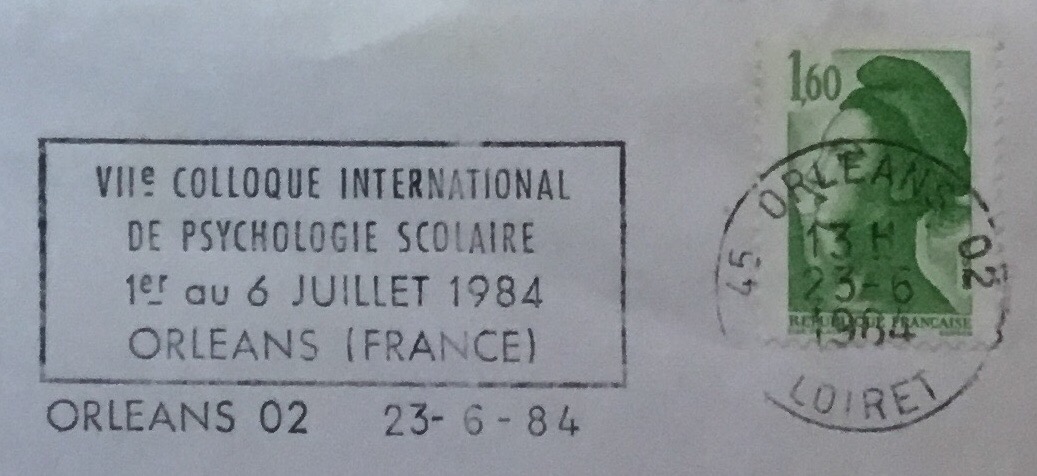 VIIe COLLOQUE INTERNATIONAL
DE PSYCHOLOGIE SCOLAIRE
1er au 6 JUILLET 1984
ORLEANS (FRANCE)
ORLEANS 02 23-6-84
1,60
REPUBLIQUE FRANÇAISE
45 ORLEANS 02
13 H
23-6
1984
LOIRET